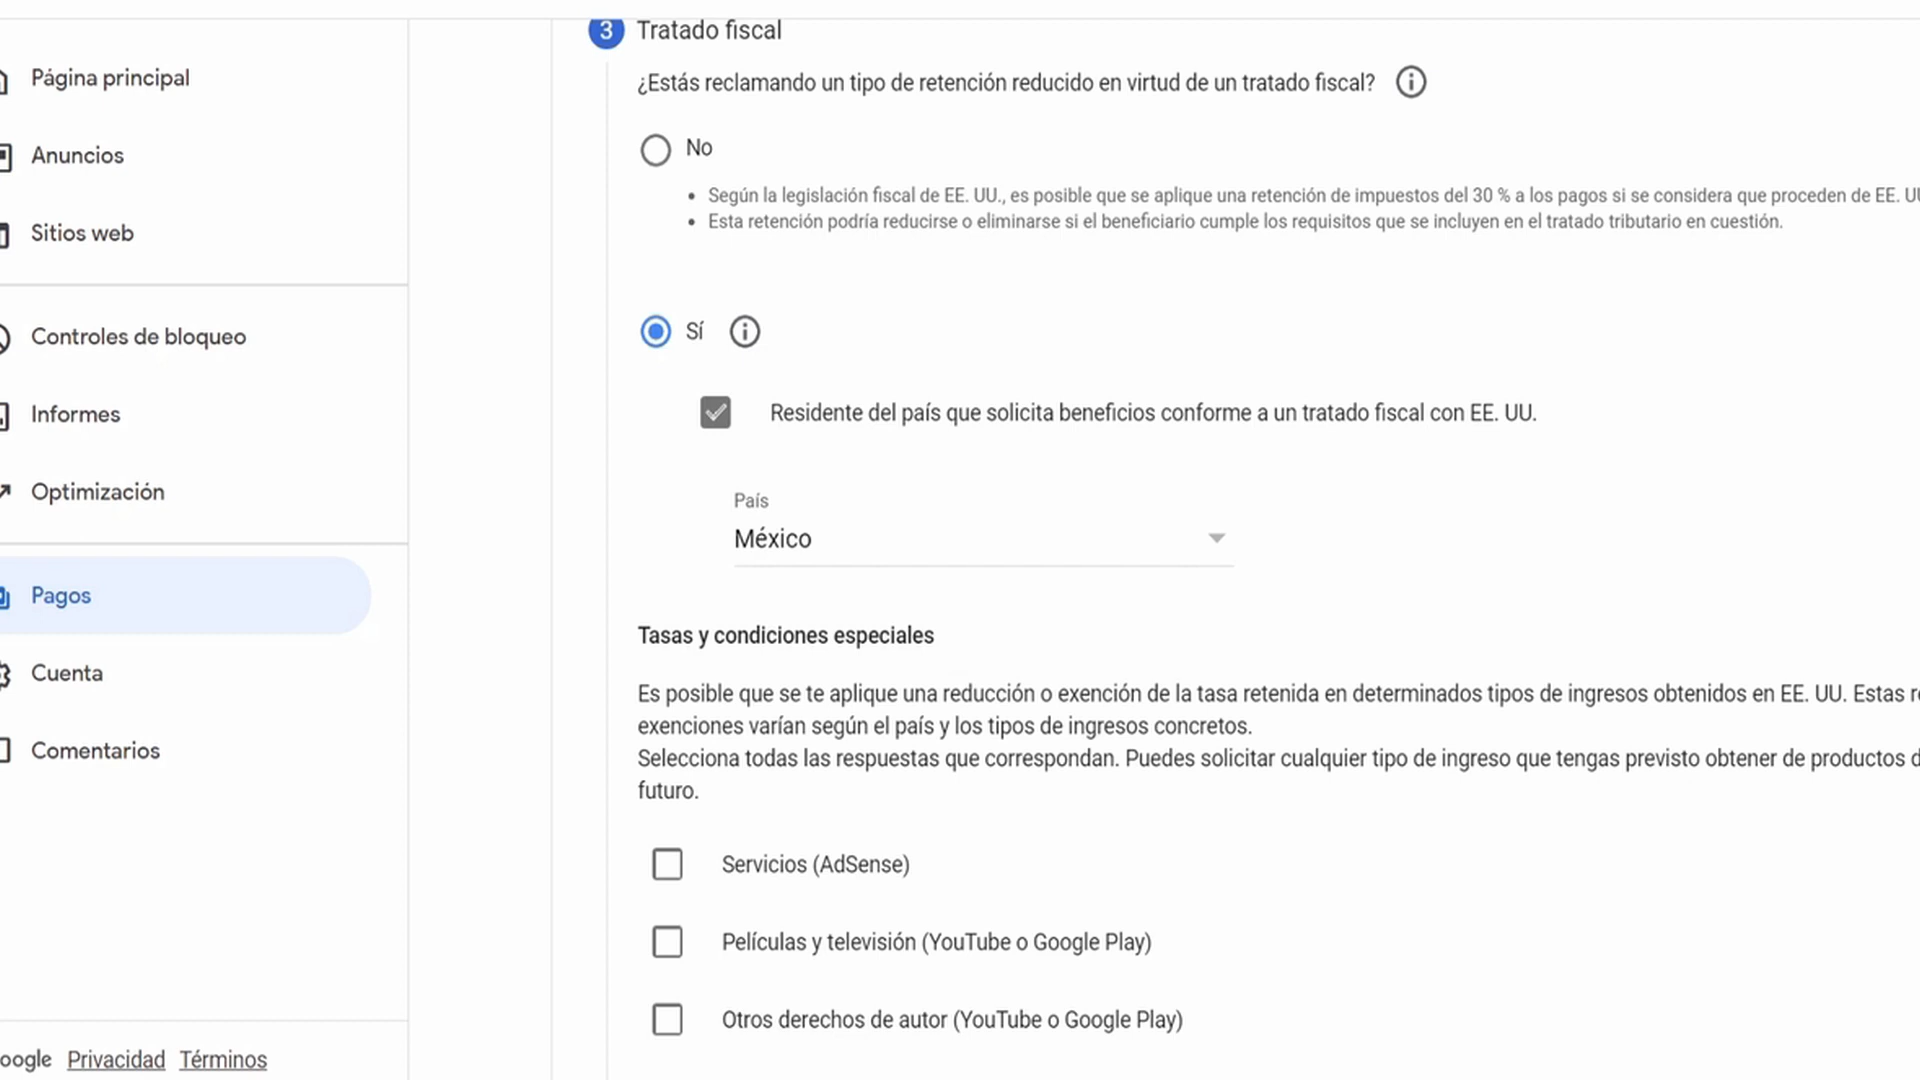 Página principal
Anuncios
Sitios web
Controles de bloqueo
Informes
Optimización
Pagos
Cuenta
Comentarios
oogle Privacidad Términos
3 Tratado fiscal
¿Estás reclamando un tipo de retención reducido en virtud de un tratado fiscal?
No
• Según la legislación fiscal de EE. UU., es posible que se aplique una retención de impuestos del 30 % a los pagos si se considera que proceden de EE. UU
• Esta retención podría reducirse o eliminarse si el beneficiario cumple los requisitos que se incluyen en el tratado tributario en cuestión.
Sí
Residente del país que solicita beneficios conforme a un tratado fiscal con EE. UU.
País
México
Tasas y condiciones especiales
Es posible que se te aplique una reducción o exención de la tasa retenida en determinados tipos de ingresos obtenidos en EE. UU. Estas
exenciones varían según el país y los tipos de ingresos concretos.
Selecciona todas las respuestas que correspondan. Puedes solicitar cualquier tipo de ingreso que tengas previsto obtener de productos
futuro.
Servicios (AdSense)
Películas y televisión (YouTube o Google Play)
Otros derechos de autor (YouTube o Google Play)